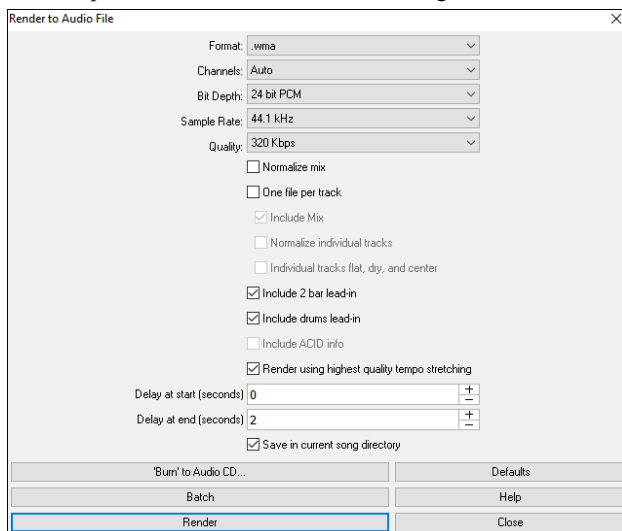 Render to Audio File
Format: .wma
Channels: Auto
Bit Depth: 24 bit PCM
Sample Rate: 44.1 kHz
Quality: 320 Kbps
Normalize mix
One file per track
Include Mix
Normalize individual tracks
Individual tracks flat, dry, and center
Include 2 bar lead-in
Include drums lead-in
Include ACID info
Render using highest quality tempo stretching
Delay at start (seconds) 0
Delay at end (seconds) 2
Save in current song directory
'Burn' to Audio CD... Defaults
Batch Help
Render Close